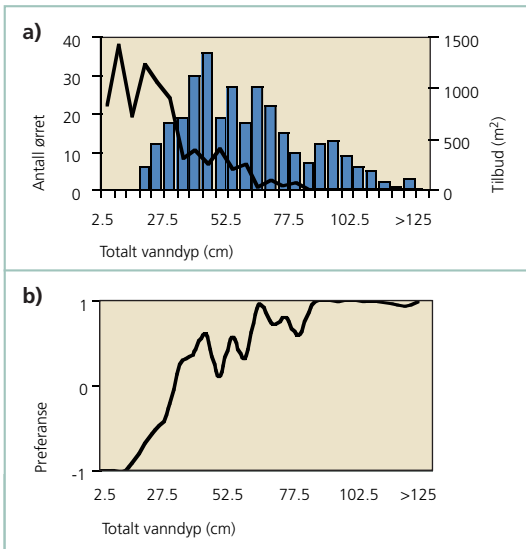 a)
Antall ørret
40
30
20
10
0
1500
1000
500
0
Tilbud (m²)
2.5 27.5 52.5 77.5 102.5 >125
Totalt vanndyp (cm)
b)
Preferanse
1
0
-1
2.5 27.5 52.5 77.5 102.5 >125
Totalt vanndyp (cm)